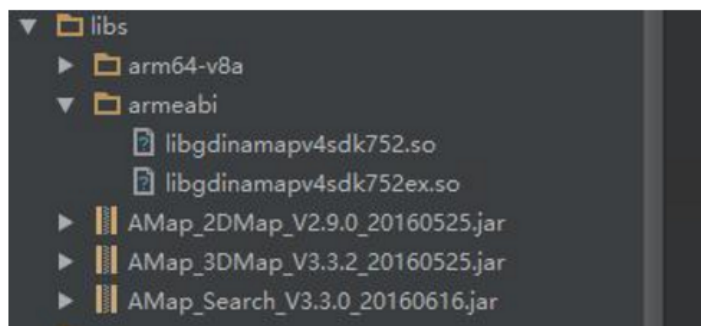 libs
arm64-v8a
armeabi
libgdinamapv4sdk752.so
libgdinamapv4sdk752ex.so
AMap_2DMap_V2.9.0_20160525.jar
AMap_3DMap_V3.3.2_20160525.jar
AMap_Search_V3.3.0_20160616.jar